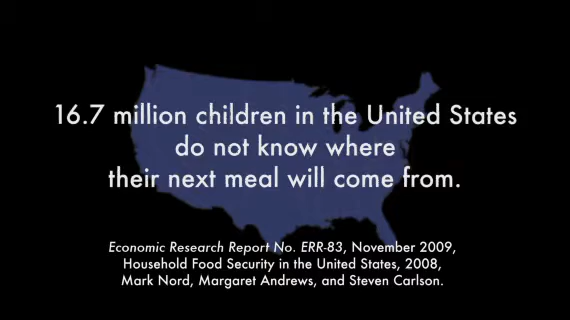 16.7 million children in the United States
do not know where
their next meal will come from.
Economic Research Report No. ERR-83, November 2009,
Household Food Security in the United States, 2008,
Mark Nord, Margaret Andrews, and Steven Carlson.